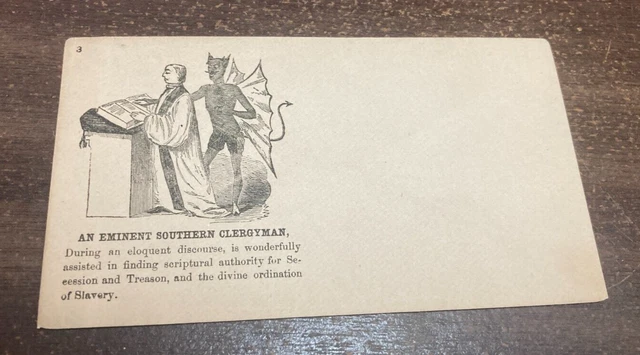 3
AN EMINENT SOUTHERN CLERGYMAN,
During an eloquent discourse, is wonderfully
assisted in finding scriptural authority for Se-
cession and Treason, and the divine ordination
of Slavery.